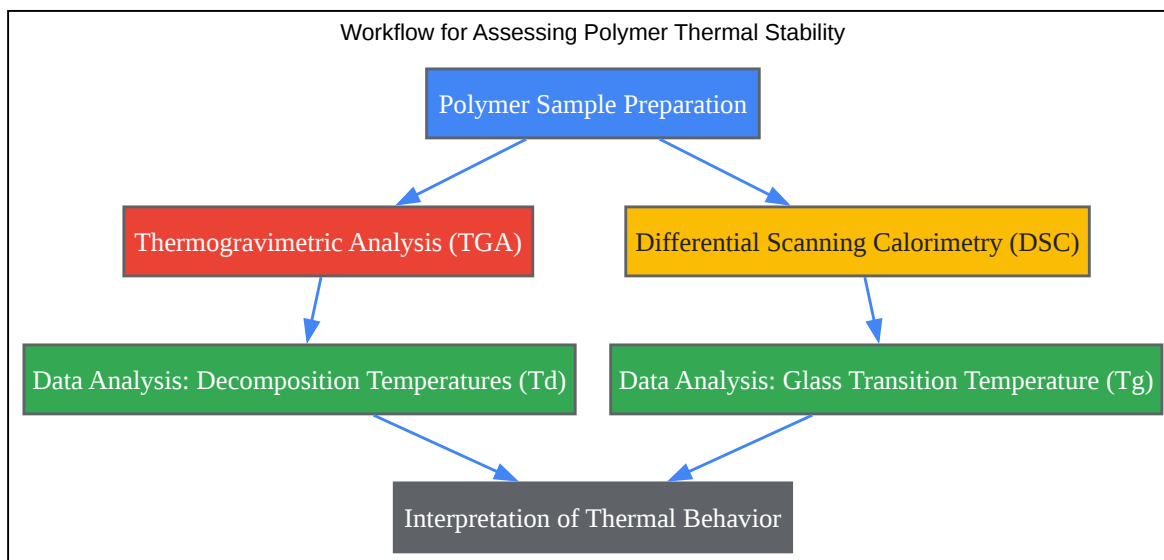 Workflow for Assessing Polymer Thermal Stability
Polymer Sample Preparation
Thermogravimetric Analysis (TGA)
Differential Scanning Calorimetry (DSC)
Data Analysis: Decomposition Temperatures (Td)
Data Analysis: Glass Transition Temperature (Tg)
Interpretation of Thermal Behavior